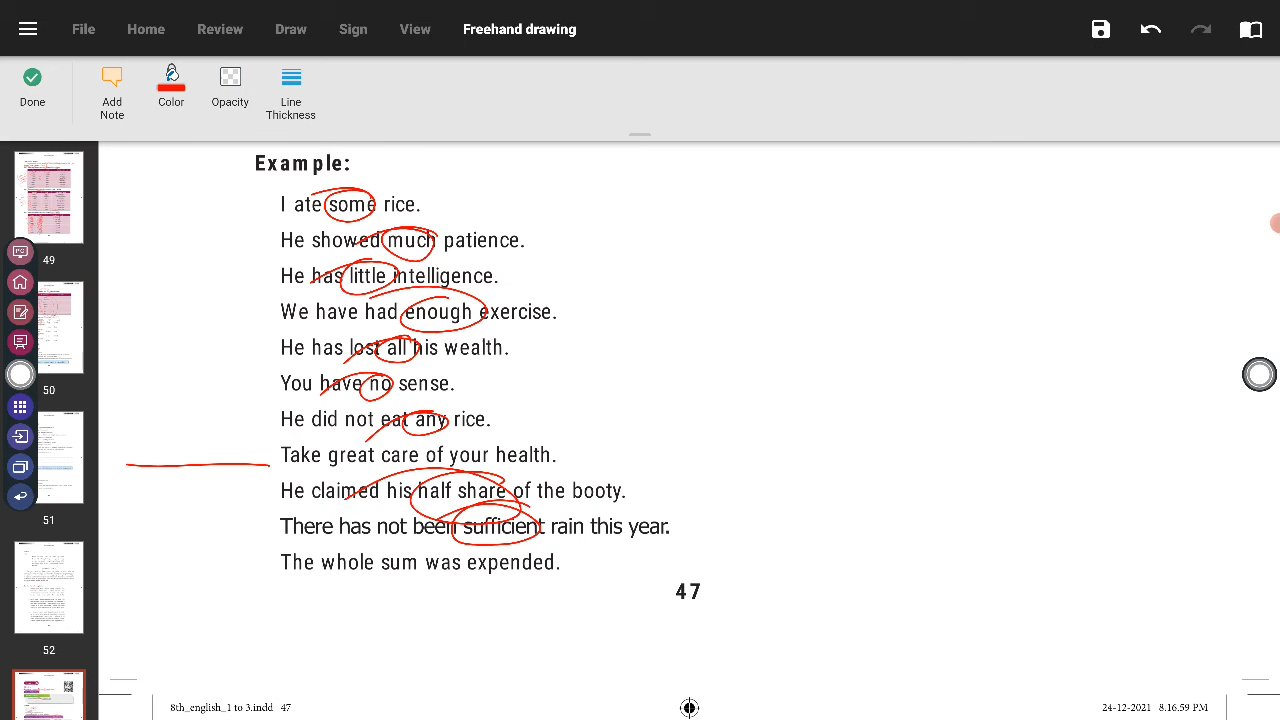 File Home Review Draw Sign View Freehand drawing
Done Add Note Color Opacity Line Thickness
Example:
I ate some rice.
He showed much patience.
49
He has little intelligence.
We have had enough exercise.
He has lost all his wealth.
You have no sense.
50
He did not eat any rice.
Take great care of your health.
He claimed his half share of the booty.
51
There has not been sufficient rain this year.
The whole sum was expended.
47
52
8th_english_1 to 3.indd 47
24-12-2021 8.16.59 PM